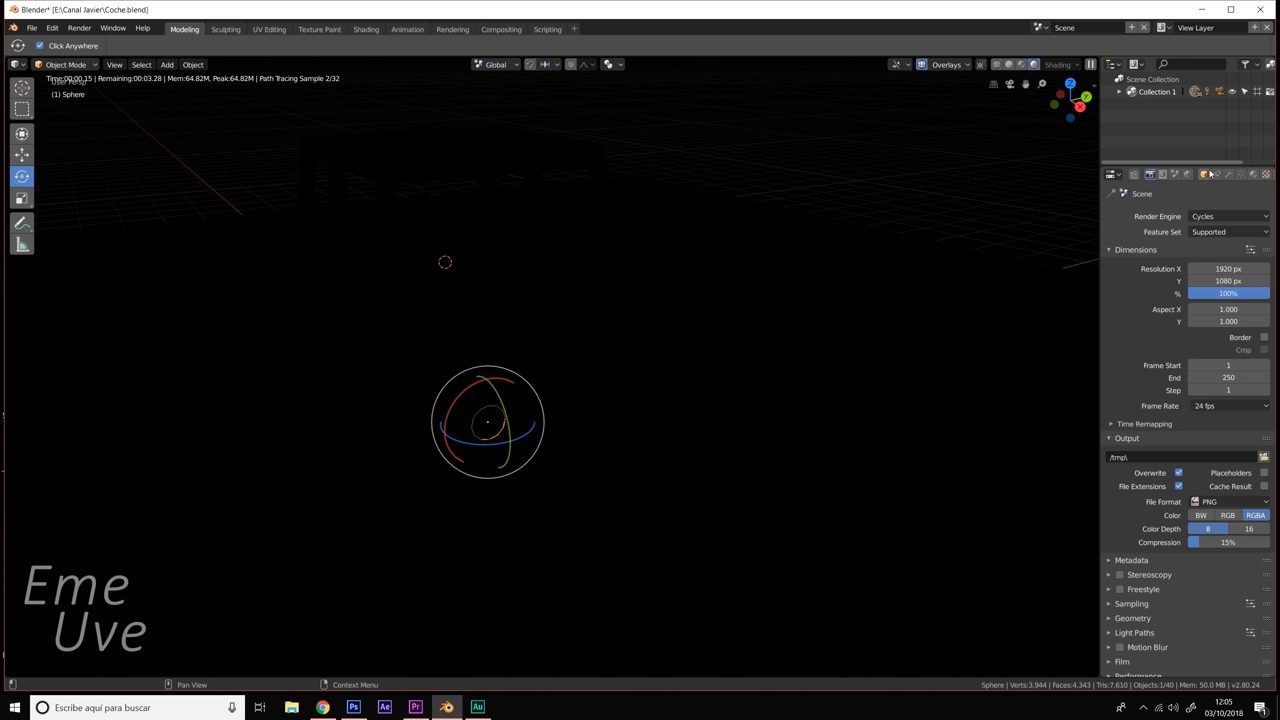 Blender* [E:\Canal Javier\Coche.blend]
File Edit Render Window Help
Modeling Sculpting UV Editing Texture Paint Shading Animation Rendering Compositing Scripting +
Scene
View Layer
Click Anywhere
Object Mode View Select Add Object
Global
Overlays
Shading
Time:00:00.15 | Remaining:00:03.28 | Mem:64.82M, Peak:64.82M | Path Tracing Sample 2/32
(1) Sphere
Scene Collection
Collection 1
Scene
Render Engine Cycles
Feature Set Supported
Dimensions
Resolution X 1920 px
Y 1080 px
% 100%
Aspect X 1.000
Y 1.000
Border
Crop
Frame Start 1
End 250
Step 1
Frame Rate 24 fps
Time Remapping
Output
/tmp\
Overwrite Placeholders
File Extensions Cache Result
File Format PNG
Color BW RGB RGBA
Color Depth 8 16
Compression 15%
Metadata
Stereoscopy
Freestyle
Sampling
Geometry
Light Paths
Motion Blur
Film
Eme
Uve
Pan View
Context Menu
Sphere | Verts:3,944 | Faces:4,343 | Tris:7,610 | Objects:1/40 | Mem: 50.0 MB | v2.80.24
Escribe aquí para buscar
Ps Ae Pr Au
12:05
03/10/2018